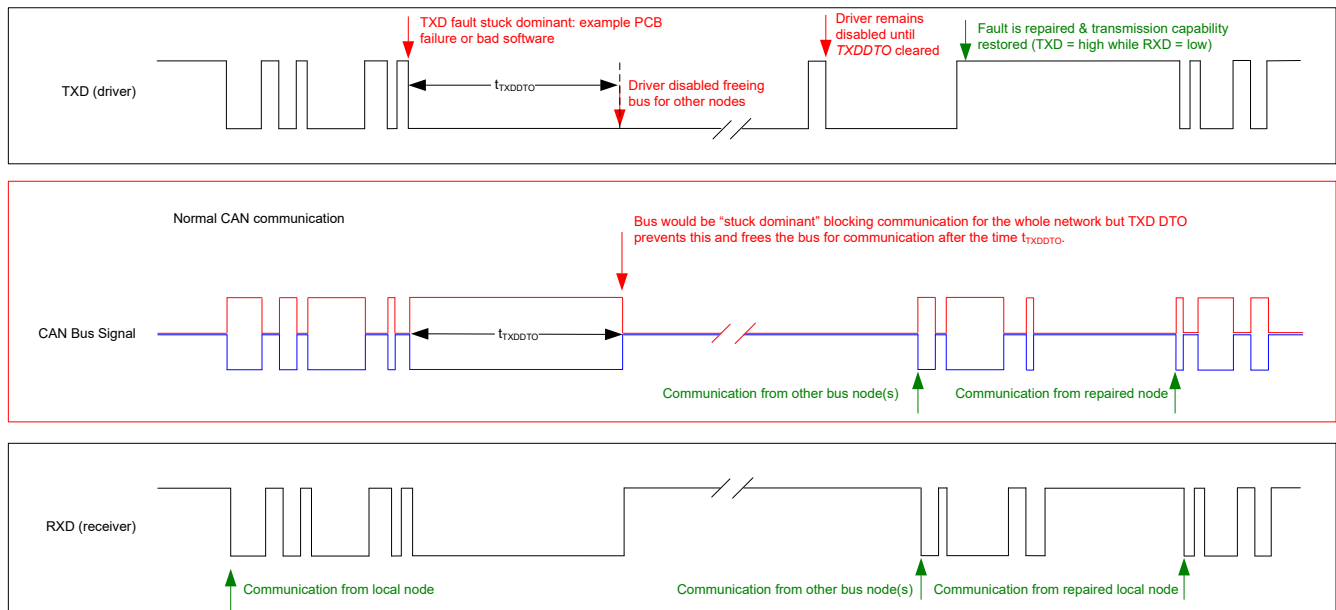 TXD fault stuck dominant: example PCB
failure or bad software
Driver remains
disabled until
TXDDTO cleared
Fault is repaired & transmission capability
restored (TXD = high while RXD = low)
TXD (driver)
tTXDDTO
Driver disabled freeing
bus for other nodes
Normal CAN communication
Bus would be “stuck dominant” blocking communication for the whole network but TXD DTO
prevents this and frees the bus for communication after the time tTXDDTO.
CAN Bus Signal
tTXDDTO
Communication from other bus node(s)
Communication from repaired node
RXD (receiver)
Communication from local node
Communication from other bus node(s)
Communication from repaired local node